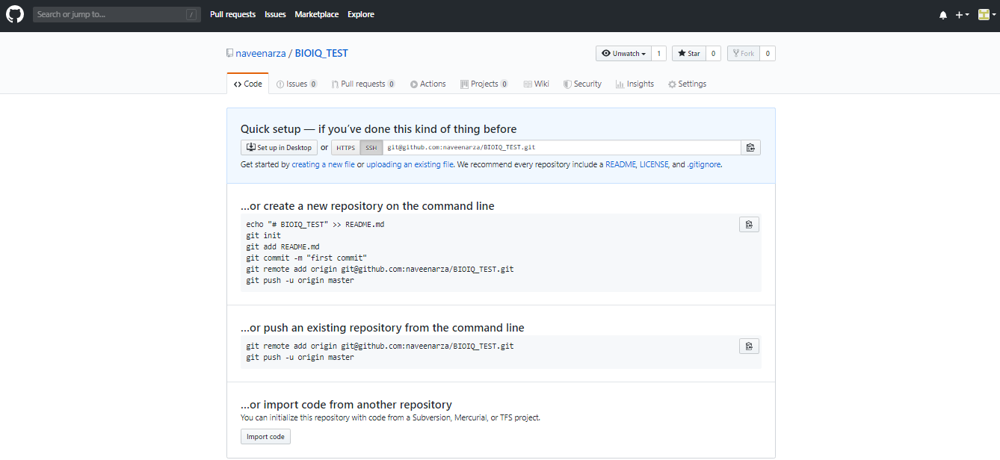 Search or jump to... /
Pull requests Issues Marketplace Explore
naveenarza / BIOIQ_TEST
Unwatch 1 Star 0 Fork 0
Code Issues 0 Pull requests 0 Actions Projects 0 Wiki Security Insights Settings
Quick setup — if you’ve done this kind of thing before
Set up in Desktop or HTTPS SSH git@github.com:naveenarza/BIOIQ_TEST.git
Get started by creating a new file or uploading an existing file. We recommend every repository include a README, LICENSE, and .gitignore.
…or create a new repository on the command line
echo "# BIOIQ_TEST" >> README.md
git init
git add README.md
git commit -m "first commit"
git remote add origin git@github.com:naveenarza/BIOIQ_TEST.git
git push -u origin master
…or push an existing repository from the command line
git remote add origin git@github.com:naveenarza/BIOIQ_TEST.git
git push -u origin master
…or import code from another repository
You can initialize this repository with code from a Subversion, Mercurial, or TFS project.
Import code